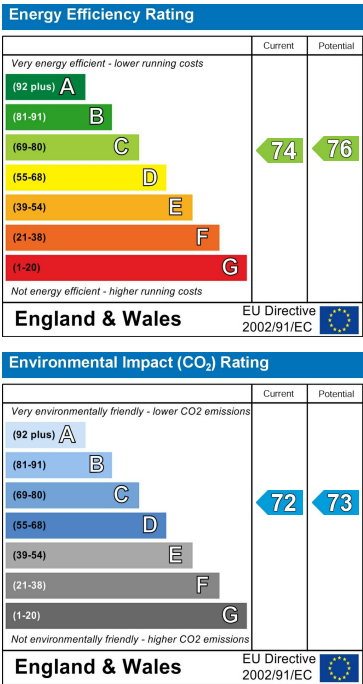 Energy Efficiency Rating
Current Potential
Very energy efficient - lower running costs
(92 plus) A
(81-91) B
(69-80) C 74 76
(55-68) D
(39-54) E
(21-38) F
(1-20) G
Not energy efficient - higher running costs
England & Wales
EU Directive
2002/91/EC
Environmental Impact (CO₂) Rating
Current Potential
Very environmentally friendly - lower CO2 emissions
(92 plus) A
(81-91) B
(69-80) C 72 73
(55-68) D
(39-54) E
(21-38) F
(1-20) G
Not environmentally friendly - higher CO2 emissions
England & Wales
EU Directive
2002/91/EC